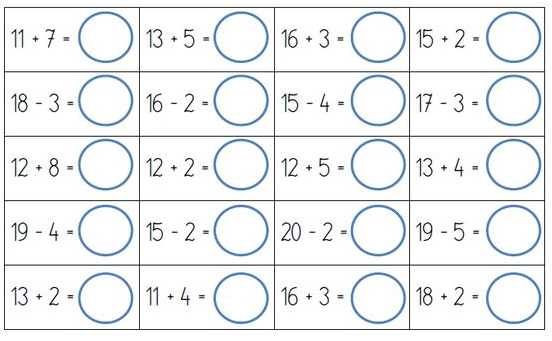 11 + 7 = 13 + 5 = 16 + 3 = 15 + 2 =
18 - 3 = 16 - 2 = 15 - 4 = 17 - 3 =
12 + 8 = 12 + 2 = 12 + 5 = 13 + 4 =
19 - 4 = 15 - 2 = 20 - 2 = 19 - 5 =
13 + 2 = 11 + 4 = 16 + 3 = 18 + 2 =